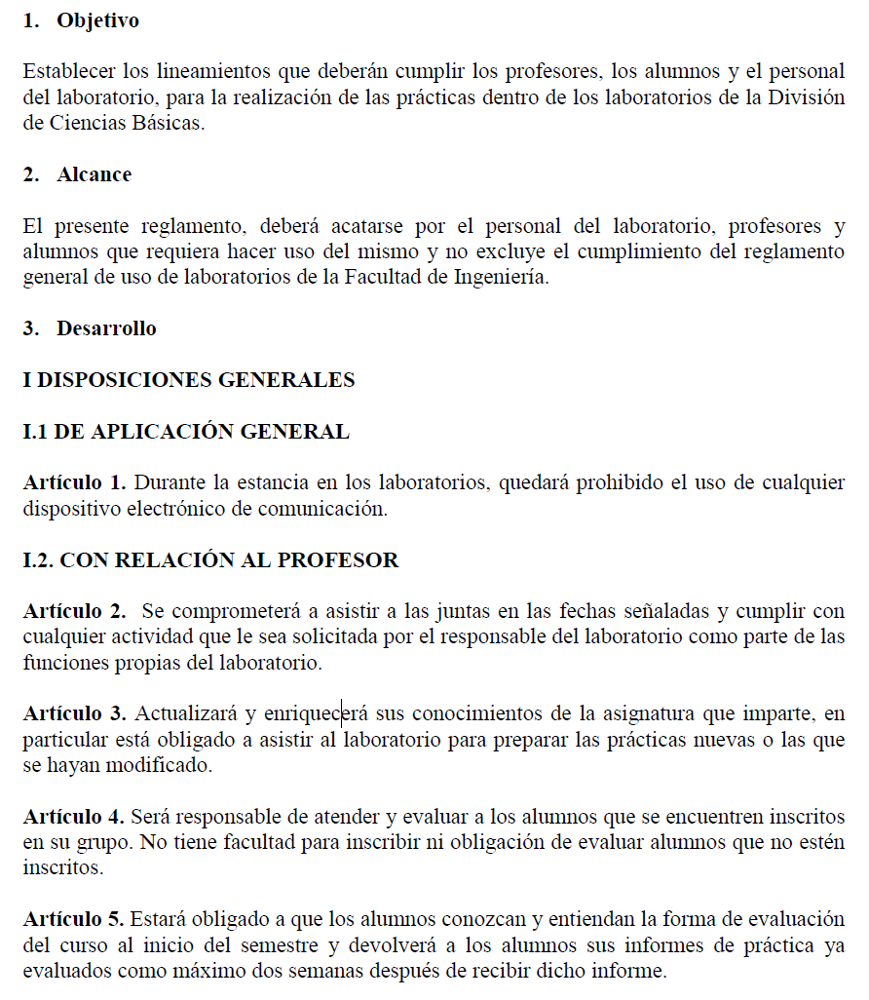 1. Objetivo
Establecer los lineamientos que deberán cumplir los profesores, los alumnos y el personal
del laboratorio, para la realización de las prácticas dentro de los laboratorios de la División
de Ciencias Básicas.
2. Alcance
El presente reglamento, deberá acatarse por el personal del laboratorio, profesores y
alumnos que requiera hacer uso del mismo y no excluye el cumplimiento del reglamento
general de uso de laboratorios de la Facultad de Ingeniería.
3. Desarrollo
I DISPOSICIONES GENERALES
I.1 DE APLICACIÓN GENERAL
Artículo 1. Durante la estancia en los laboratorios, quedará prohibido el uso de cualquier
dispositivo electrónico de comunicación.
I.2. CON RELACIÓN AL PROFESOR
Artículo 2. Se comprometerá a asistir a las juntas en las fechas señaladas y cumplir con
cualquier actividad que le sea solicitada por el responsable del laboratorio como parte de las
funciones propias del laboratorio.
Artículo 3. Actualizará y enriquecerá sus conocimientos de la asignatura que imparte, en
particular está obligado a asistir al laboratorio para preparar las prácticas nuevas o las que
se hayan modificado.
Artículo 4. Será responsable de atender y evaluar a los alumnos que se encuentren inscritos
en su grupo. No tiene facultad para inscribir ni obligación de evaluar alumnos que no estén
inscritos.
Artículo 5. Estará obligado a que los alumnos conozcan y entiendan la forma de evaluación
del curso al inicio del semestre y devolverá a los alumnos sus informes de práctica ya
evaluados como máximo dos semanas después de recibir dicho informe.